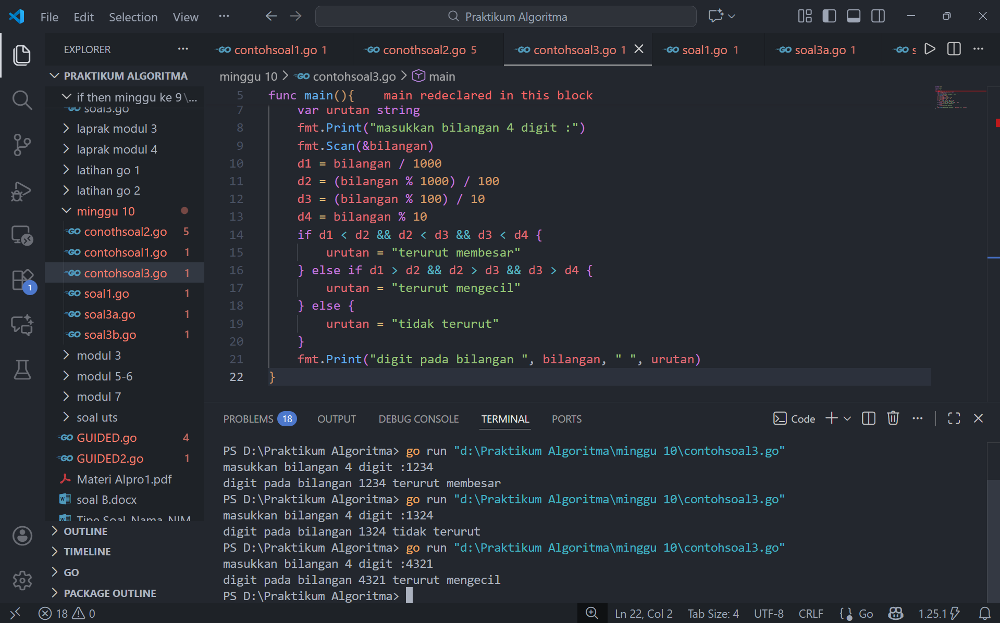 File Edit Selection View ··· Praktikum Algoritma
EXPLORER ···
contohsoal1.go 1 conothsoal2.go 5 contohsoal3.go 1 soal1.go 1 soal3a.go 1
PRAKTIKUM ALGORITMA
if then minggu ke 9\...
soal3.go
laprak modul 3
laprak modul 4
latihan go 1
latihan go 2
minggu 10
conothsoal2.go 5
contohsoal1.go 1
contohsoal3.go 1
soal1.go 1
soal3a.go 1
soal3b.go 1
modul 3
modul 5-6
modul 7
soal uts
GUIDED.go 4
GUIDED2.go 1
Materi Alpro1.pdf
soal B.docx
Tipe Soal_Nama_NIM
OUTLINE
TIMELINE
GO
PACKAGE OUTLINE
1
minggu 10 > GO contohsoal3.go > main
5 func main(){ main redeclared in this block
7 var urutan string
8 fmt.Print("masukkan bilangan 4 digit :")
9 fmt.Scan(&bilangan)
10 d1 = bilangan / 1000
11 d2 = (bilangan % 1000) / 100
12 d3 = (bilangan % 100) / 10
13 d4 = bilangan % 10
14 if d1 < d2 && d2 < d3 && d3 < d4 {
15 urutan = "terurut membesar"
16 } else if d1 > d2 && d2 > d3 && d3 > d4 {
17 urutan = "terurut mengecil"
18 } else {
19 urutan = "tidak terurut"
20 }
21 fmt.Print("digit pada bilangan ", bilangan, " ", urutan)
22 }
PROBLEMS 18 OUTPUT DEBUG CONSOLE TERMINAL PORTS Code
PS D:\Praktikum Algoritma> go run "d:\Praktikum Algoritma\minggu 10\contohsoal3.go"
masukkan bilangan 4 digit :1234
digit pada bilangan 1234 terurut membesar
PS D:\Praktikum Algoritma> go run "d:\Praktikum Algoritma\minggu 10\contohsoal3.go"
masukkan bilangan 4 digit :1324
digit pada bilangan 1324 tidak terurut
PS D:\Praktikum Algoritma> go run "d:\Praktikum Algoritma\minggu 10\contohsoal3.go"
masukkan bilangan 4 digit :4321
digit pada bilangan 4321 terurut mengecil
PS D:\Praktikum Algoritma>
18 0 Ln 22, Col 2 Tab Size: 4 UTF-8 CRLF {} Go 1.25.1